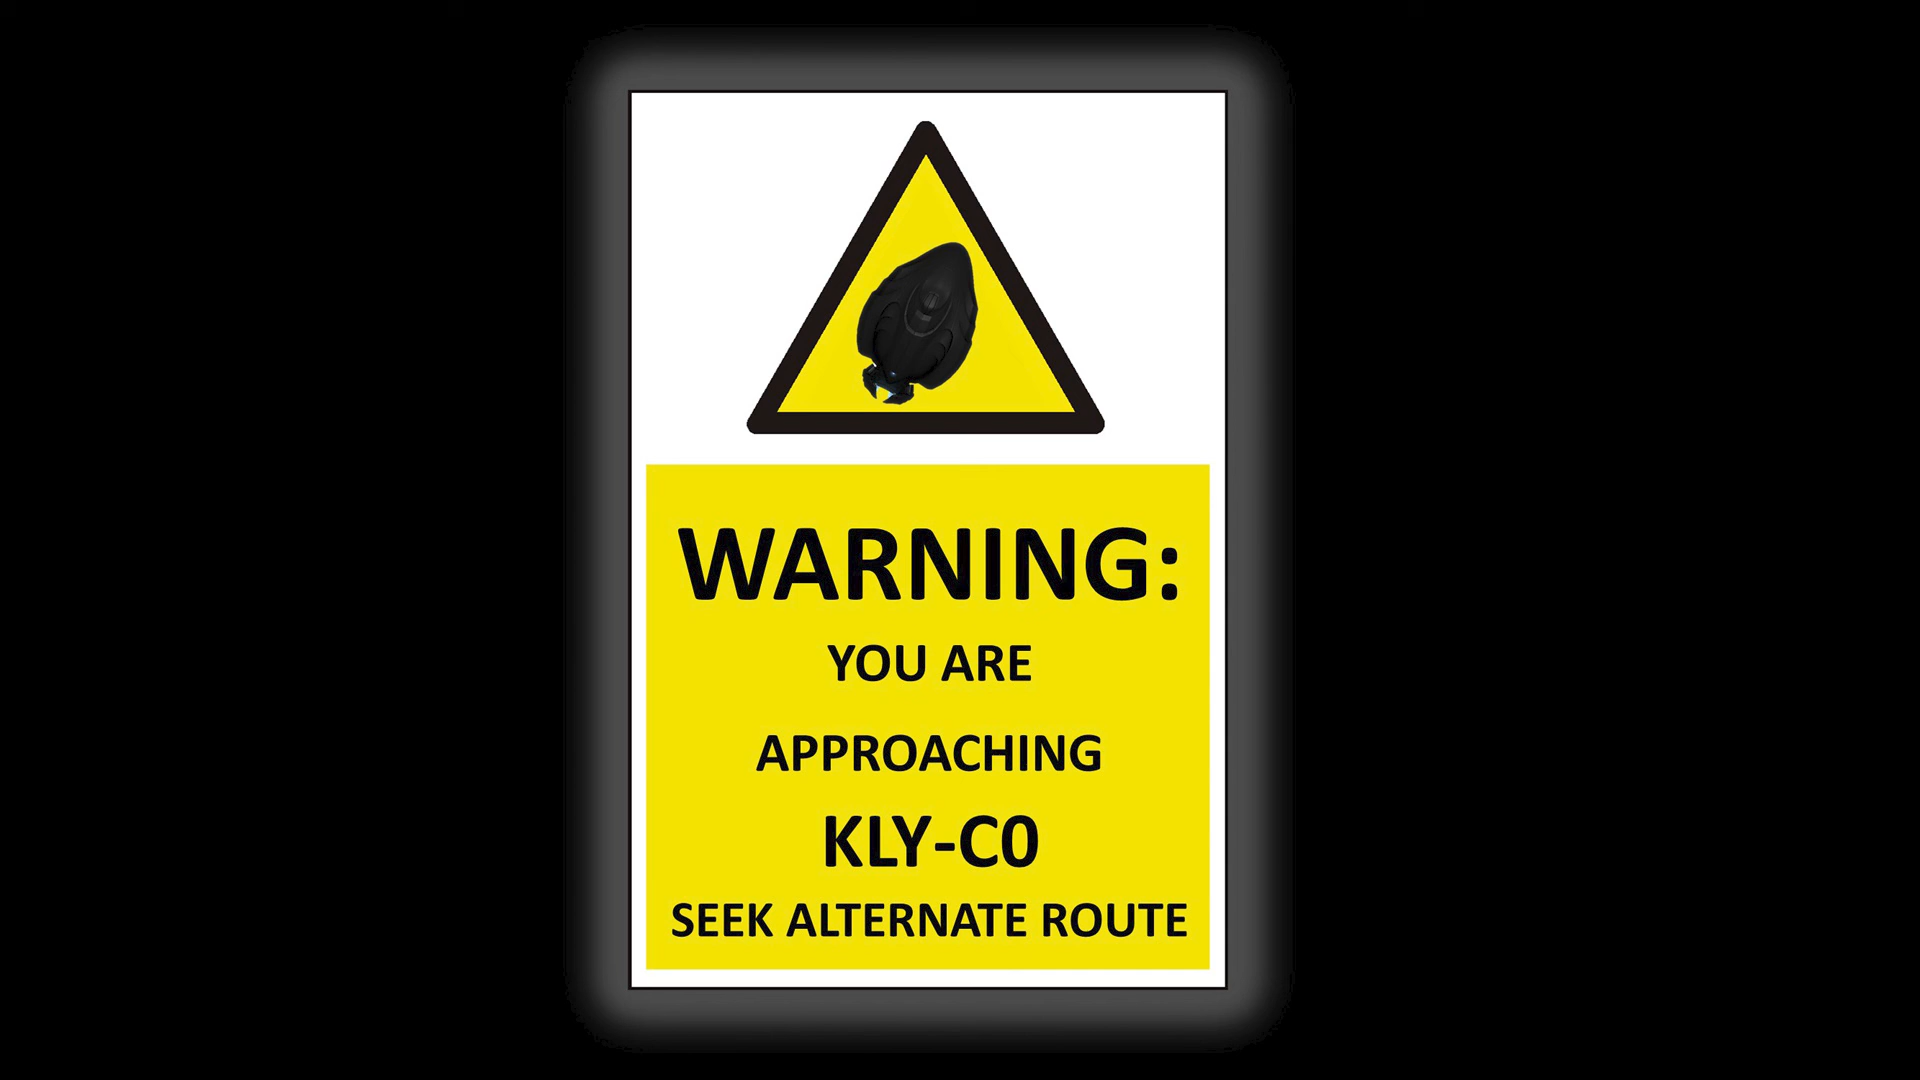 WARNING:
YOU ARE
APPROACHING
KLY-C0
SEEK ALTERNATE ROUTE